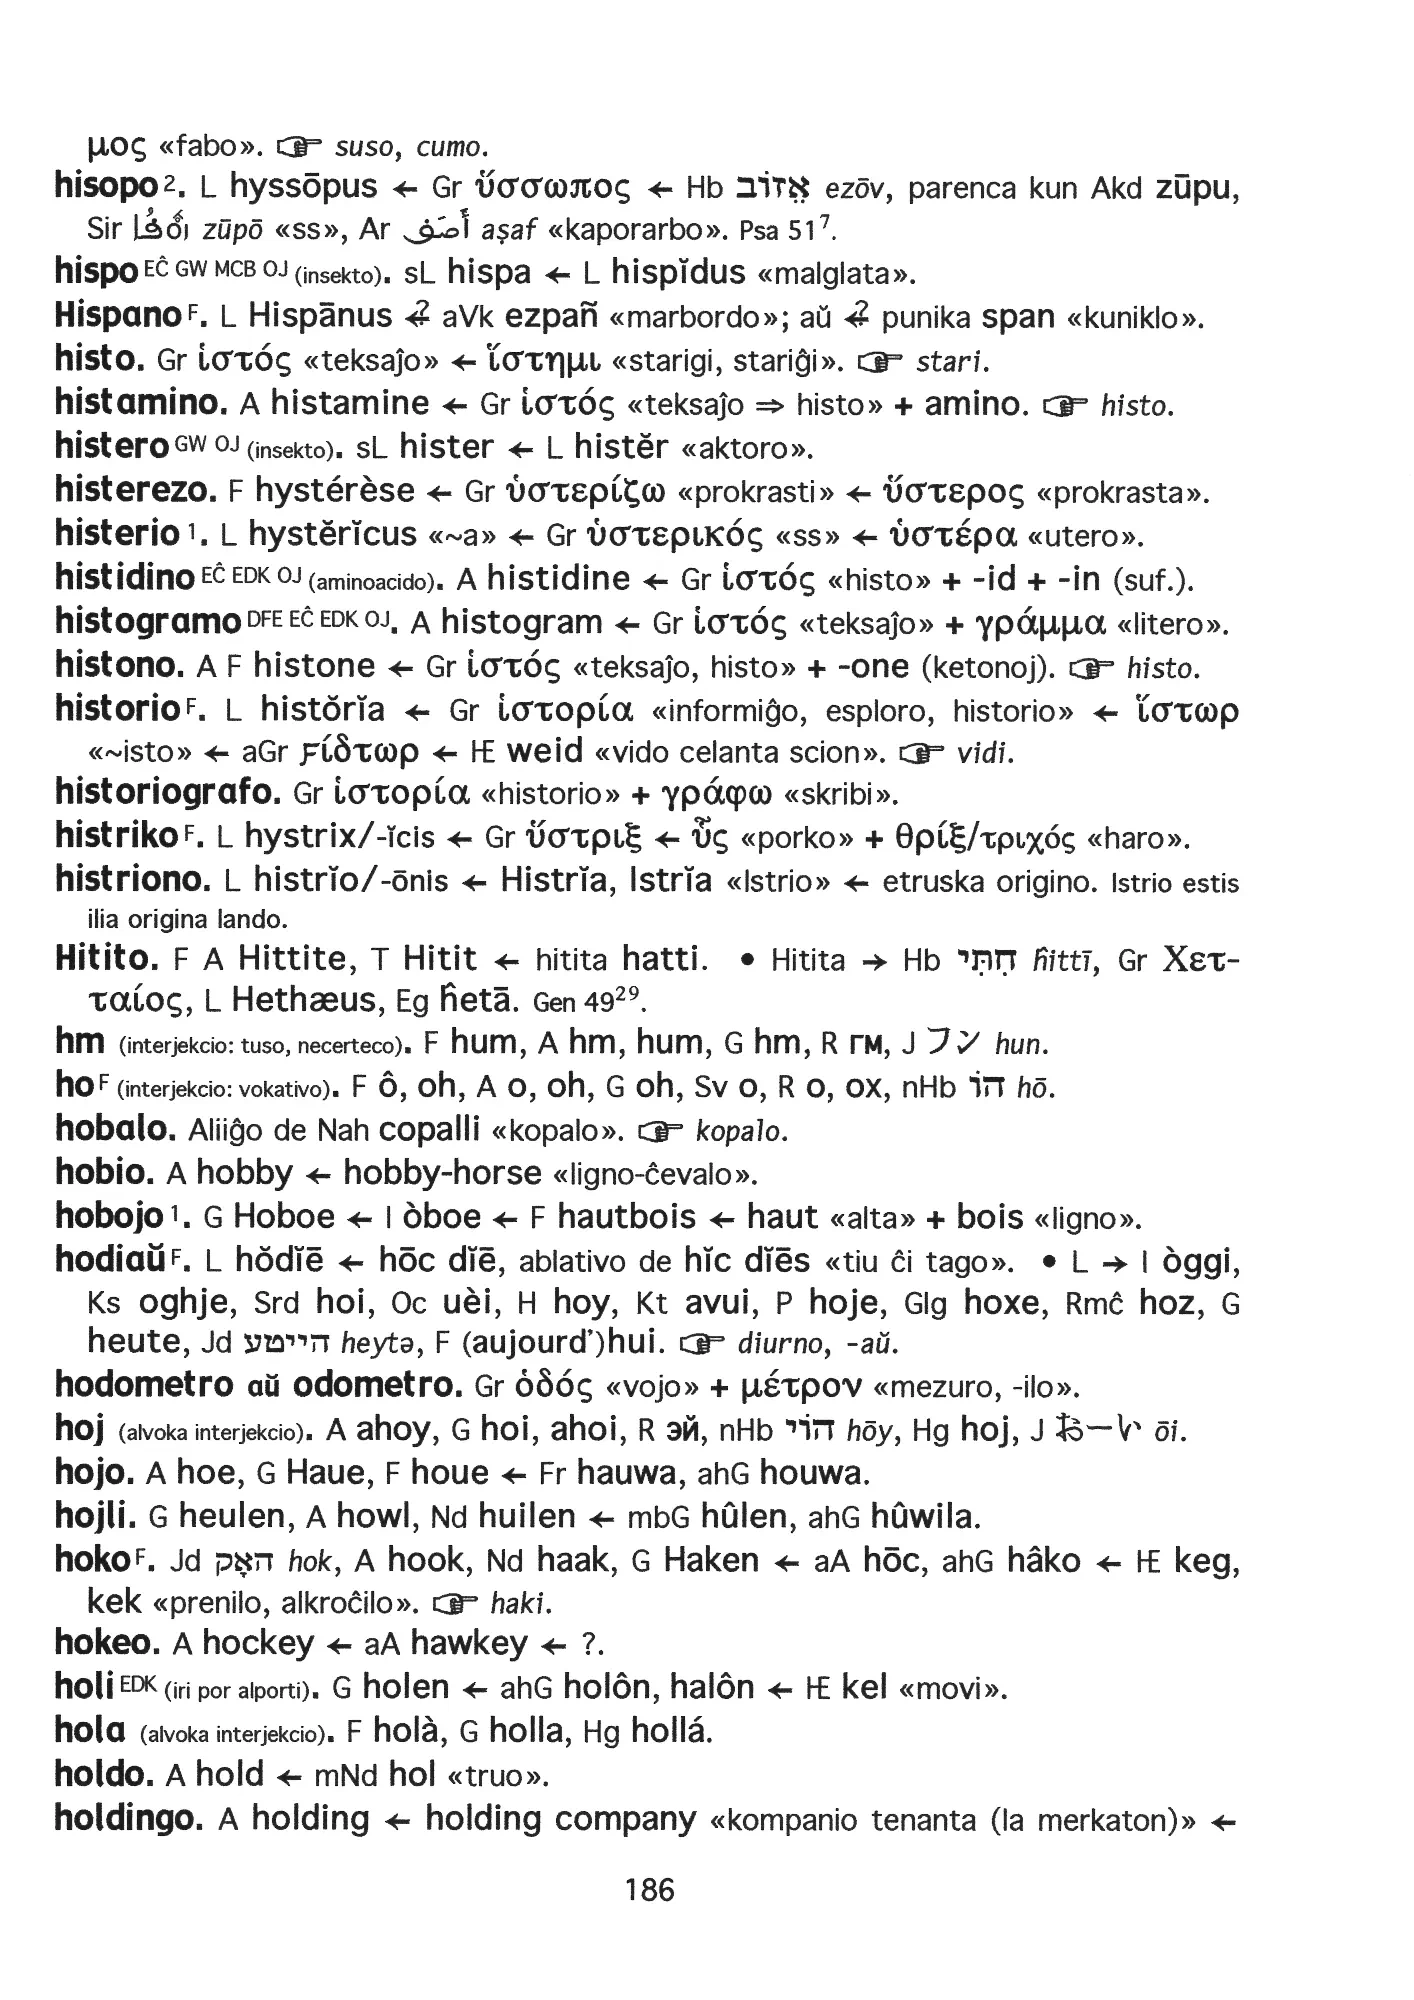 μος «fabo». ☞ suso, cumo.
hisopo 2. L hyssōpus ← Gr ὕσσωπος ← Hb אֵזוֹב ezōv, parenca kun Akd zūpu,
Sir zūpō «ss», Ar أَصَف aṣaf «kaporarbo». Psa 51⁷.
hispo EĈ GW MCB OJ (insekto). sL hispa ← L hispĭdus «malglata».
Hispano F. L Hispānus ←? aVk ezpañ «marbordo»; aŭ ←? punika span «kuniklo».
histo. Gr ἱστός «teksaĵo» ← ἵστημι «starigi, stariĝi». ☞ stari.
histamino. A histamine ← Gr ἱστός «teksaĵo ⇒ histo» + amino. ☞ histo.
histero GW OJ (insekto). sL hister ← L histĕr «aktoro».
histerezo. F hystérèse ← Gr ὑστερίζω «prokrasti» ← ὕστερος «prokrasta».
histerio 1. L hystĕrĭcus «~a» ← Gr ὑστερικός «ss» ← ὑστέρα «utero».
histidino EĈ EDK OJ (aminoacido). A histidine ← Gr ἱστός «histo» + -id + -in (suf.).
histogramo DFE EĈ EDK OJ. A histogram ← Gr ἱστός «teksaĵo» + γράμμα «litero».
histono. A F histone ← Gr ἱστός «teksaĵo, histo» + -one (ketonoj). ☞ histo.
historio F. L histŏrĭa ← Gr ἱστορία «informiĝo, esploro, historio» ← ἵστωρ
«~isto» ← aGr ϝίδτωρ ← IE weid «vido celanta scion». ☞ vidi.
historiografo. Gr ἱστορία «historio» + γράφω «skribi».
histriko F. L hystrix/-ĭcis ← Gr ὕστριξ ← ὗς «porko» + θρίξ/τριχός «haro».
histriono. L histrĭo/-ōnis ← Histrĭa, Istrĭa «Istrio» ← etruska origino. Istrio estis
ilia origina lando.
Hitito. F A Hittite, T Hitit ← hitita hatti. • Hitita → Hb חִתִּי ĥittī, Gr Χετ-
ταίος, L Hethæus, Eg ĥetā. Gen 49²⁹.
hm (interjekcio: tuso, necerteco). F hum, A hm, hum, G hm, R гм, J フン hun.
ho F (interjekcio: vokativo). F ô, oh, A o, oh, G oh, Sv o, R о, ох, nHb הוֹ hō.
hobalo. Aliiĝo de Nah copalli «kopalo». ☞ kopalo.
hobio. A hobby ← hobby-horse «ligno-ĉevalo».
hobojo 1. G Hoboe ← I òboe ← F hautbois ← haut «alta» + bois «ligno».
hodiaŭ F. L hŏdĭē ← hōc dĭē, ablativo de hĭc dĭēs «tiu ĉi tago». • L → I òggi,
Ks oghje, Srd hoi, Oc uèi, H hoy, Kt avui, P hoje, Glg hoxe, Rmĉ hoz, G
heute, Jd הײַטע heytə, F (aujourd’)hui. ☞ diurno, -aŭ.
hodometro aŭ odometro. Gr ὁδός «vojo» + μέτρον «mezuro, -ilo».
hoj (alvoka interjekcio). A ahoy, G hoi, ahoi, R эй, nHb הוֹי hōy, Hg hoj, J おーい ōi.
hojo. A hoe, G Haue, F houe ← Fr hauwa, ahG houwa.
hojli. G heulen, A howl, Nd huilen ← mbG hûlen, ahG hûwila.
hoko F. Jd האָק hok, A hook, Nd haak, G Haken ← aA hōc, ahG hâko ← IE keg,
kek «prenilo, alkroĉilo». ☞ haki.
hokeo. A hockey ← aA hawkey ← ?.
holi EDK (iri por alporti). G holen ← ahG holôn, halôn ← IE kel «movi».
hola (alvoka interjekcio). F holà, G holla, Hg hollá.
holdo. A hold ← mNd hol «truo».
holdingo. A holding ← holding company «kompanio tenanta (la merkaton)» ←
186